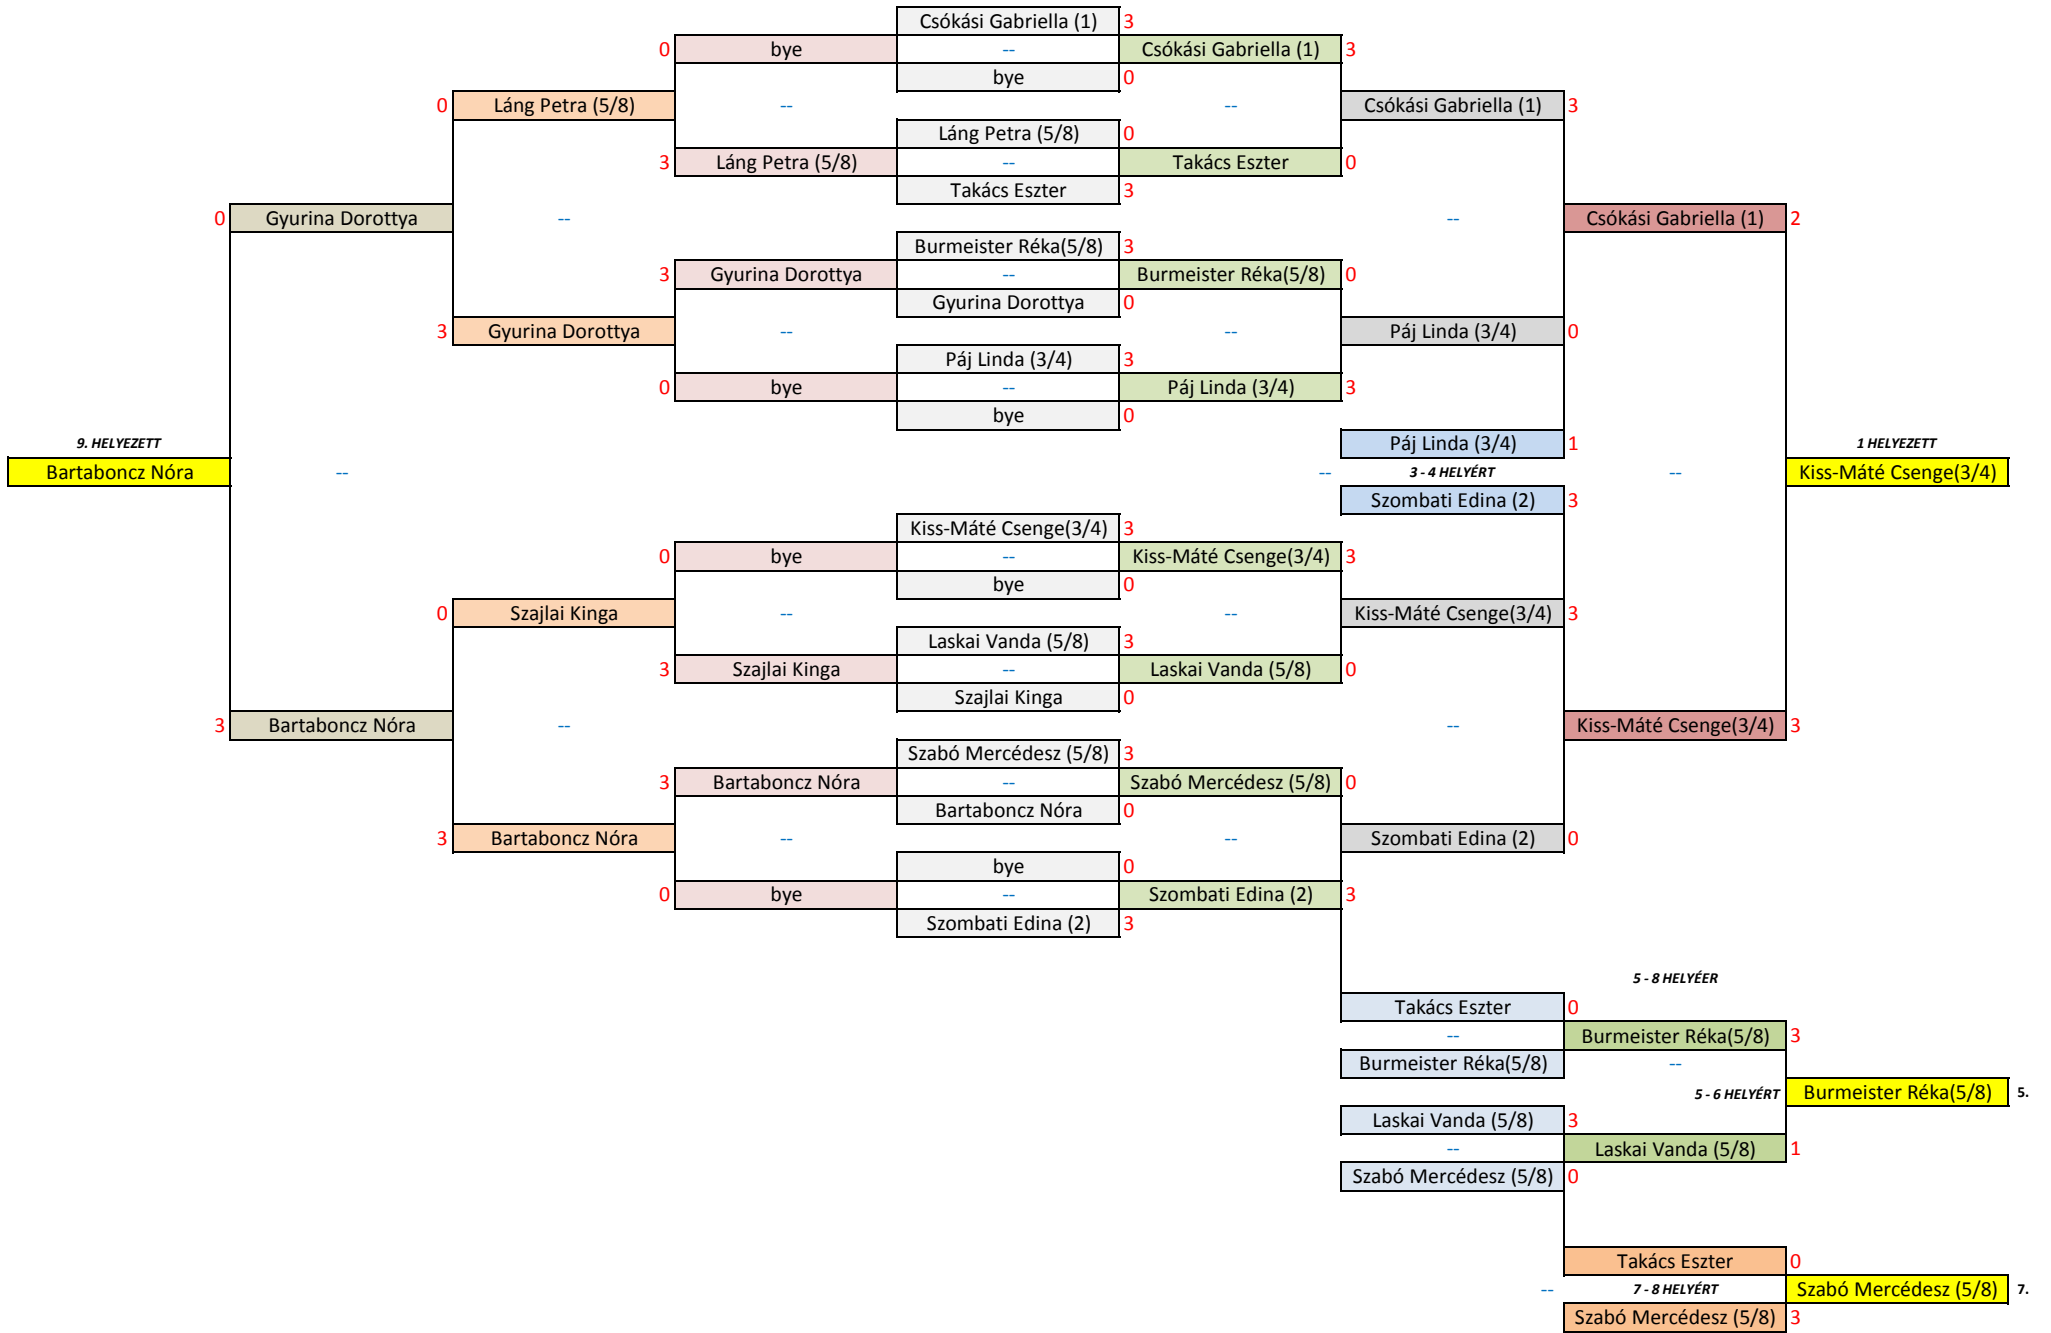 Csókási Gabriella (1) 3
0 bye -- Csókási Gabriella (1) 3
bye 0
0 Láng Petra (5/8) -- -- Csókási Gabriella (1) 3
Láng Petra (5/8) 0
3 Láng Petra (5/8) -- Takács Eszter 0
Takács Eszter 3
0 Gyurina Dorottya -- -- Csókási Gabriella (1) 2
Burmeister Réka(5/8) 3
3 Gyurina Dorottya -- Burmeister Réka(5/8) 0
Gyurina Dorottya 0
3 Gyurina Dorottya -- -- Páj Linda (3/4) 0
Páj Linda (3/4) 3
0 bye -- Páj Linda (3/4) 3
bye 0
9. HELYEZETT Páj Linda (3/4) 1 1 HELYEZETT
Bartaboncz Nóra -- -- 3 - 4 HELYÉRT -- Kiss-Máté Csenge(3/4)
Szombati Edina (2) 3
Kiss-Máté Csenge(3/4) 3
0 bye -- Kiss-Máté Csenge(3/4) 3
bye 0
0 Szajlai Kinga -- -- Kiss-Máté Csenge(3/4) 3
Laskai Vanda (5/8) 3
3 Szajlai Kinga -- Laskai Vanda (5/8) 0
Szajlai Kinga 0
3 Bartaboncz Nóra -- -- Kiss-Máté Csenge(3/4) 3
Szabó Mercédesz (5/8) 3
3 Bartaboncz Nóra -- Szabó Mercédesz (5/8) 0
Bartaboncz Nóra 0
3 Bartaboncz Nóra -- -- Szombati Edina (2) 0
bye 0
0 bye -- Szombati Edina (2) 3
Szombati Edina (2) 3
5 - 8 HELYÉER
Takács Eszter 0
-- Burmeister Réka(5/8) 3
Burmeister Réka(5/8) --
5 - 6 HELYÉRT Burmeister Réka(5/8) 5.
Laskai Vanda (5/8) 3
-- Laskai Vanda (5/8) 1
Szabó Mercédesz (5/8) 0
Takács Eszter 0
-- 7 - 8 HELYÉRT Szabó Mercédesz (5/8) 7.
Szabó Mercédesz (5/8) 3